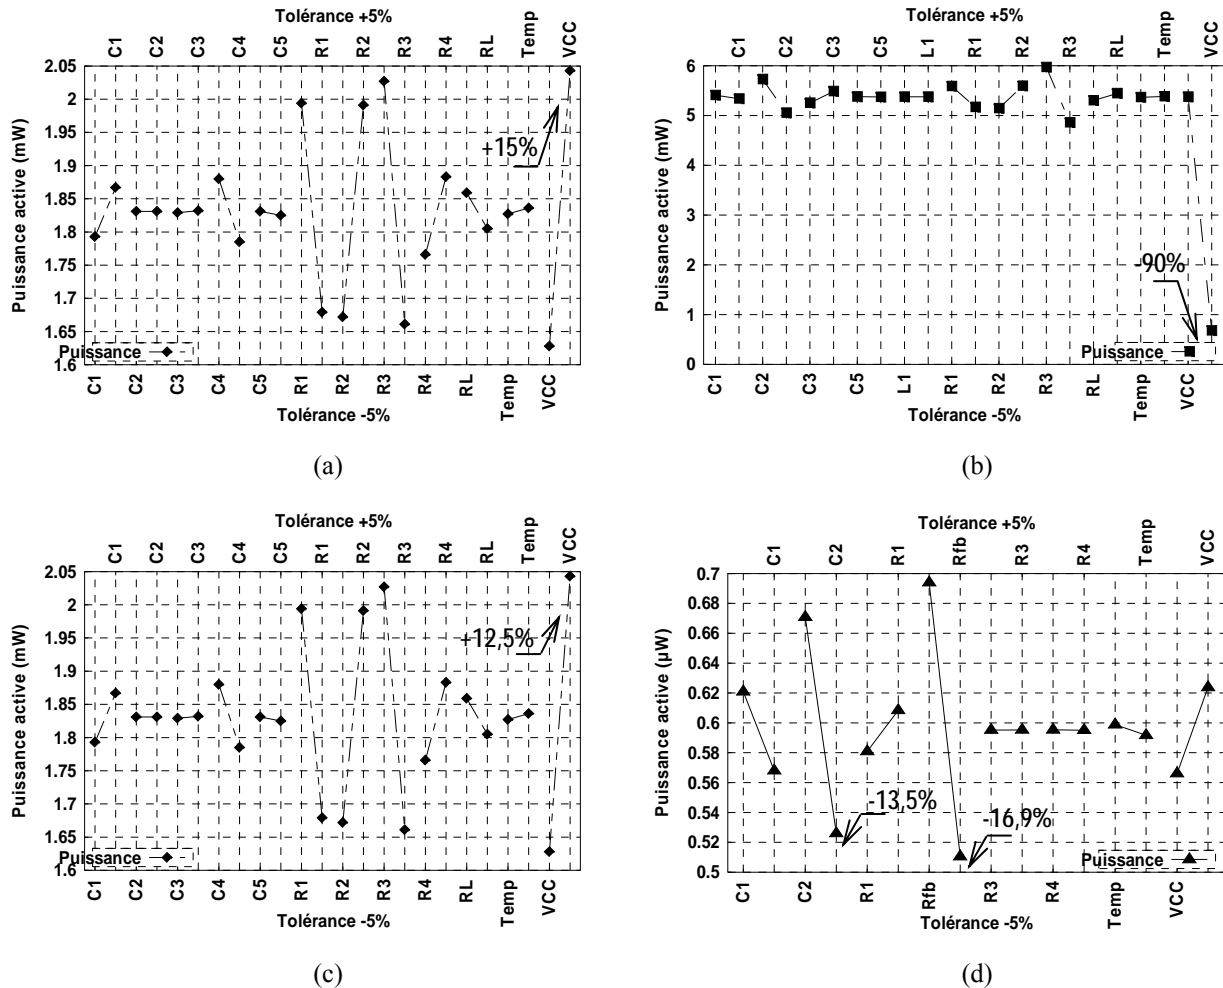 Tolérance +5%
C1 C2 C3 C4 C5 R1 R2 R3 R4 RL Temp VCC
2.05
2
1.95
1.9
1.85
1.8
1.75
1.7
1.65
1.6
Puissance active (mW)
+15%
Puissance
C1 C2 C3 C4 C5 R1 R2 R3 R4 RL Temp VCC
Tolérance -5%
(a)
Tolérance +5%
C1 C2 C3 C5 L1 R1 R2 R3 RL Temp VCC
6
5
4
3
2
1
0
Puissance active (mW)
-90%
Puissance
C1 C2 C3 C5 L1 R1 R2 R3 RL Temp VCC
Tolérance -5%
(b)
Tolérance +5%
C1 C2 C3 C4 C5 R1 R2 R3 R4 RL Temp VCC
2.05
2
1.95
1.9
1.85
1.8
1.75
1.7
1.65
1.6
Puissance active (mW)
+12,5%
Puissance
C1 C2 C3 C4 C5 R1 R2 R3 R4 RL Temp VCC
Tolérance -5%
(c)
Tolérance +5%
C1 C2 R1 Rfb R3 R4 Temp VCC
0.7
0.68
0.66
0.64
0.62
0.6
0.58
0.56
0.54
0.52
0.5
Puissance active (µW)
-13,5%
-16,9%
Puissance
C1 C2 R1 Rfb R3 R4 Temp VCC
Tolérance -5%
(d)